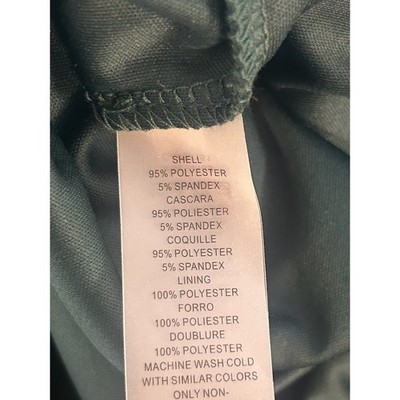 SHELL
95% POLYESTER
5% SPANDEX
CASCARA
95% POLIESTER
5% SPANDEX
COQUILLE
95% POLYESTER
5% SPANDEX
LINING
100% POLYESTER
FORRO
100% POLIESTER
DOUBLURE
100% POLYESTER
MACHINE WASH COLD
WITH SIMILAR COLORS
ONLY NON-